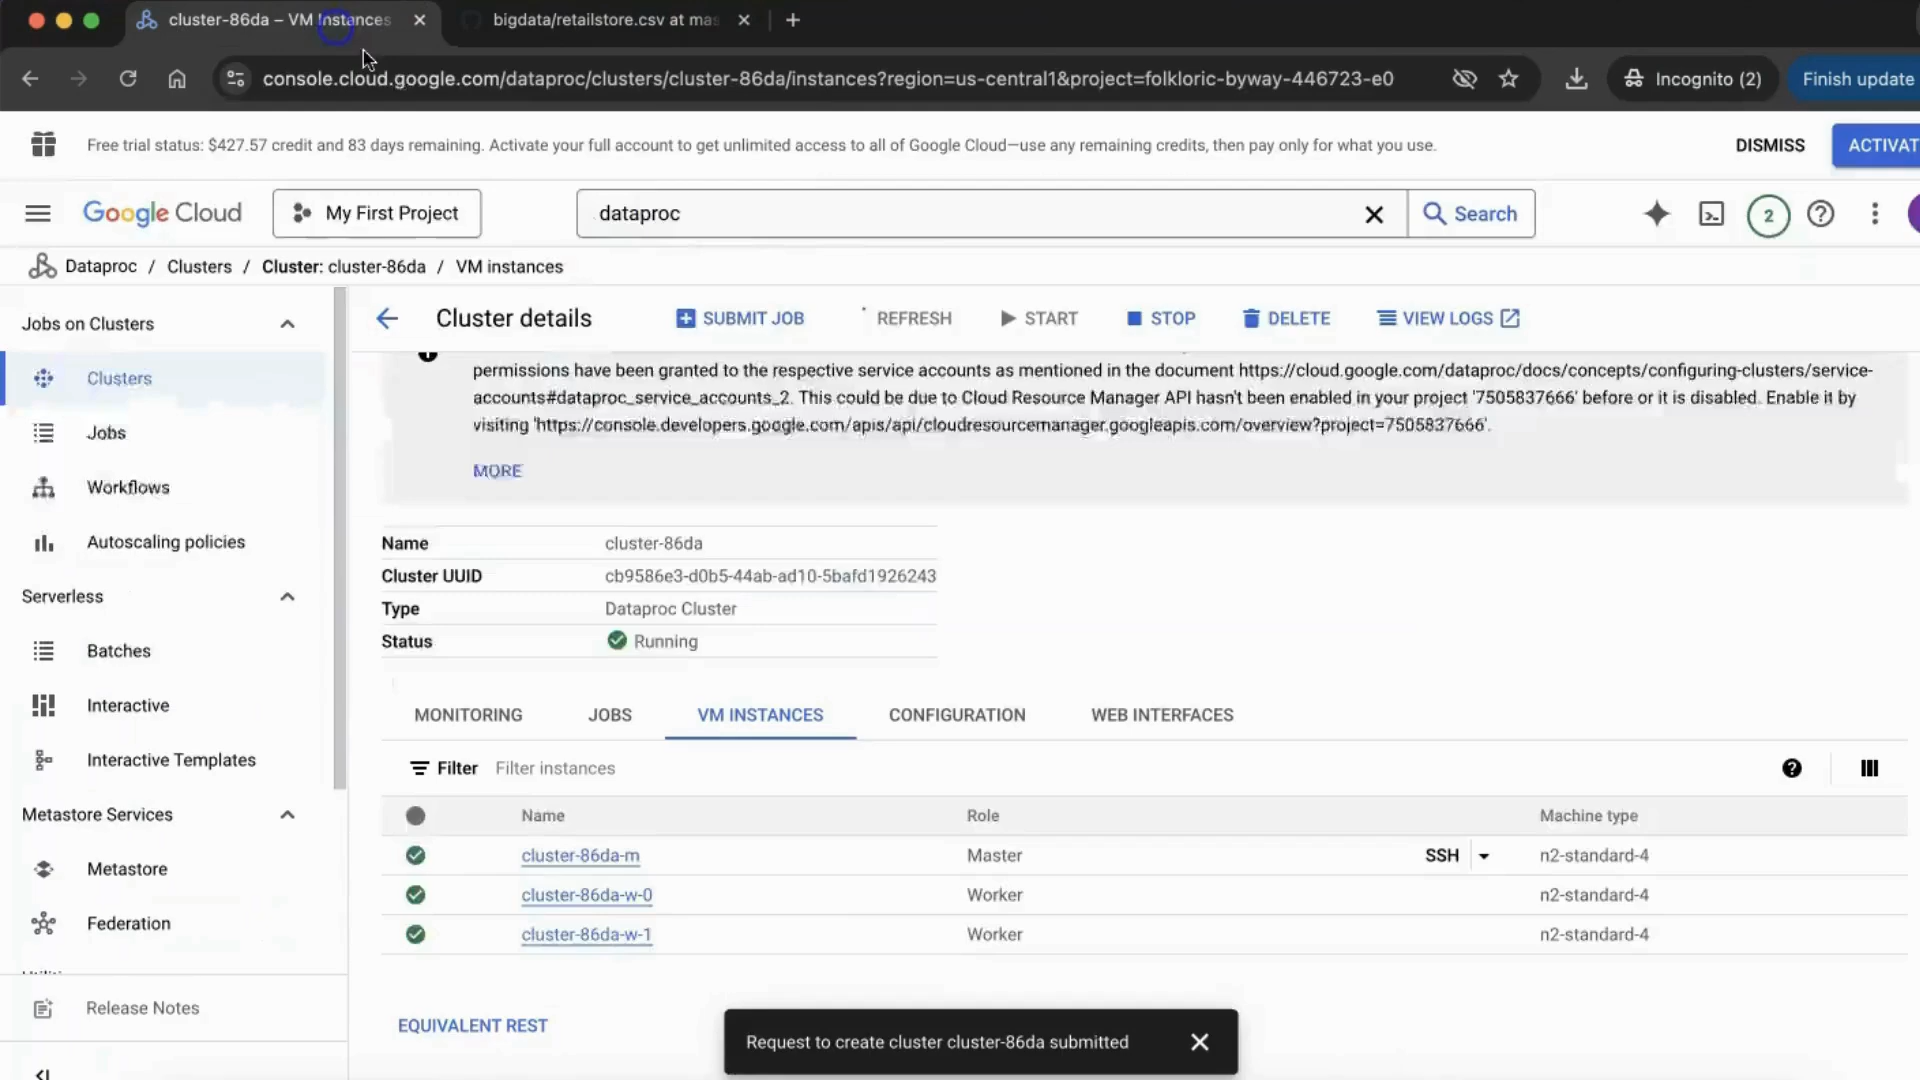 cluster-86da – VM Instances
bigdata/retailstore.csv at mas
console.cloud.google.com/dataproc/clusters/cluster-86da/instances?region=us-central1&project=folkloric-byway-446723-e0
Incognito (2)
Finish update
Free trial status: $427.57 credit and 83 days remaining. Activate your full account to get unlimited access to all of Google Cloud—use any remaining credits, then pay only for what you use.
DISMISS
ACTIVAT
Google Cloud
My First Project
dataproc
Search
2
Dataproc / Clusters / Cluster: cluster-86da / VM instances
Jobs on Clusters
Clusters
Jobs
Workflows
Autoscaling policies
Serverless
Batches
Interactive
Interactive Templates
Metastore Services
Metastore
Federation
Release Notes
Cluster details
SUBMIT JOB
REFRESH
START
STOP
DELETE
VIEW LOGS
permissions have been granted to the respective service accounts as mentioned in the document https://cloud.google.com/dataproc/docs/concepts/configuring-clusters/service-
accounts#dataproc_service_accounts_2. This could be due to Cloud Resource Manager API hasn't been enabled in your project '7505837666' before or it is disabled. Enable it by
visiting 'https://console.developers.google.com/apis/api/cloudresourcemanager.googleapis.com/overview?project=7505837666'.
MORE
Name cluster-86da
Cluster UUID cb9586e3-d0b5-44ab-ad10-5bafd1926243
Type Dataproc Cluster
Status Running
MONITORING JOBS VM INSTANCES CONFIGURATION WEB INTERFACES
Filter Filter instances
Name Role Machine type
cluster-86da-m Master SSH n2-standard-4
cluster-86da-w-0 Worker n2-standard-4
cluster-86da-w-1 Worker n2-standard-4
EQUIVALENT REST
Request to create cluster cluster-86da submitted